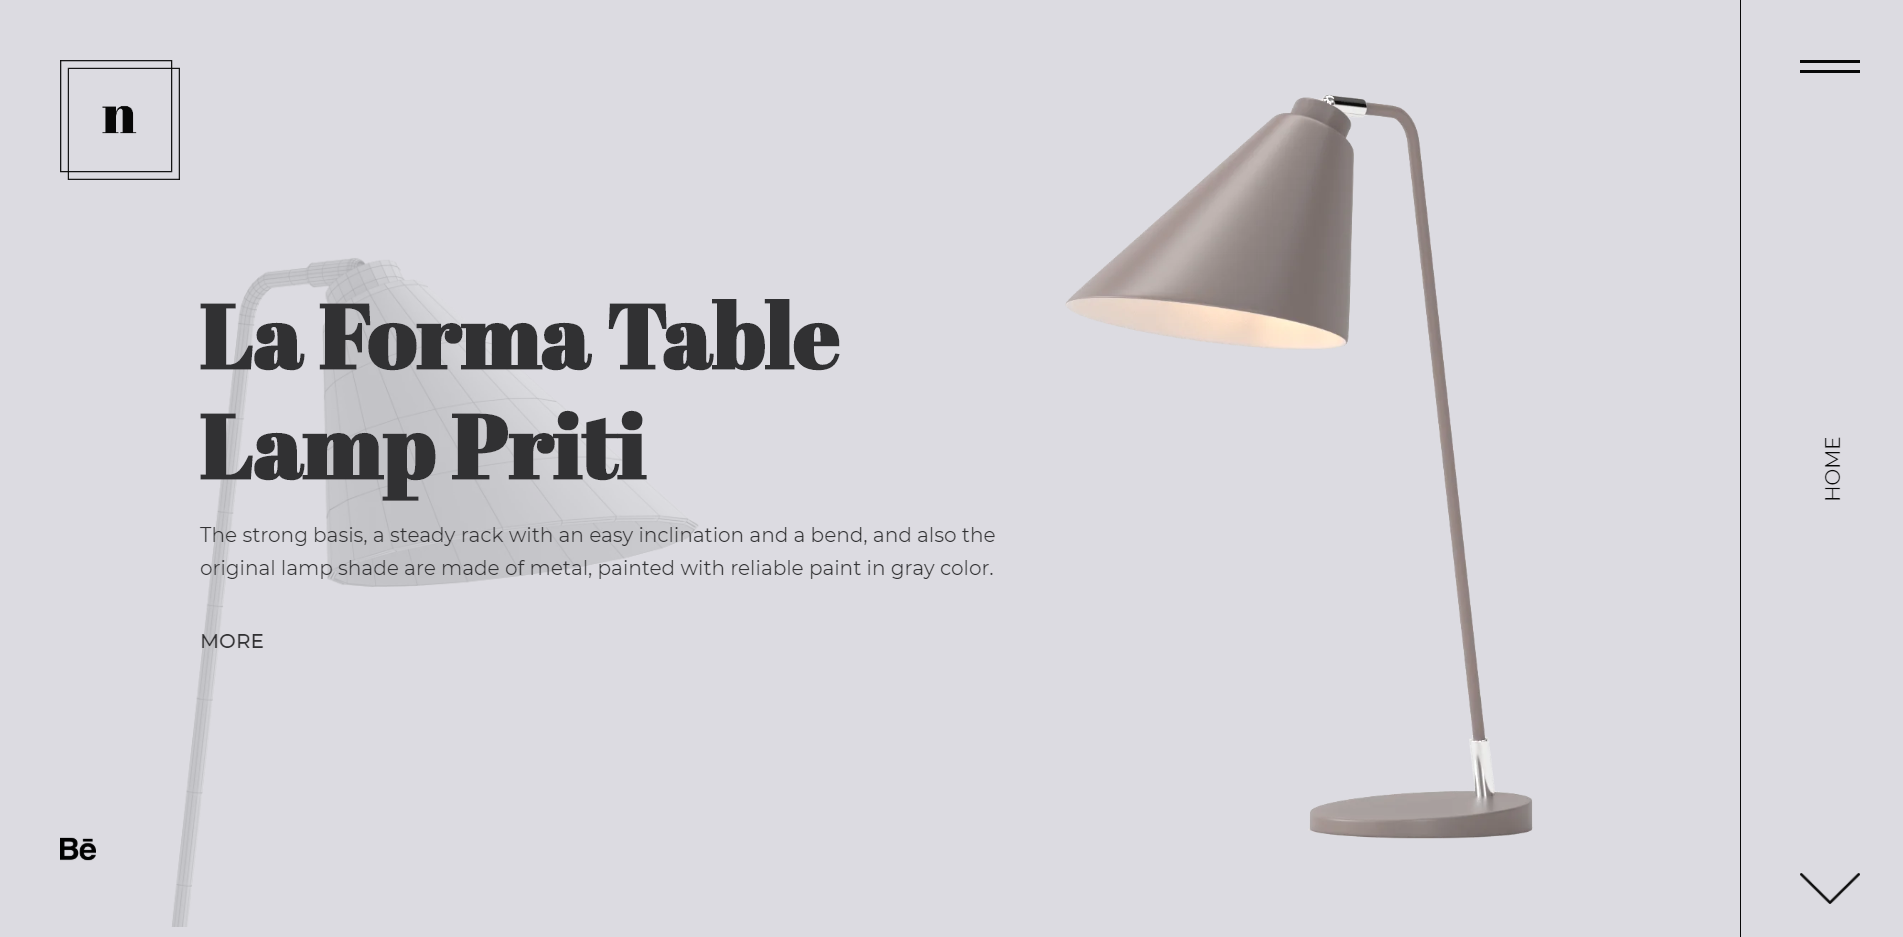 n
La Forma Table
Lamp Priti
The strong basis, a steady rack with an easy inclination and a bend, and also the
original lamp shade are made of metal, painted with reliable paint in gray color.
MORE
HOME
Bē